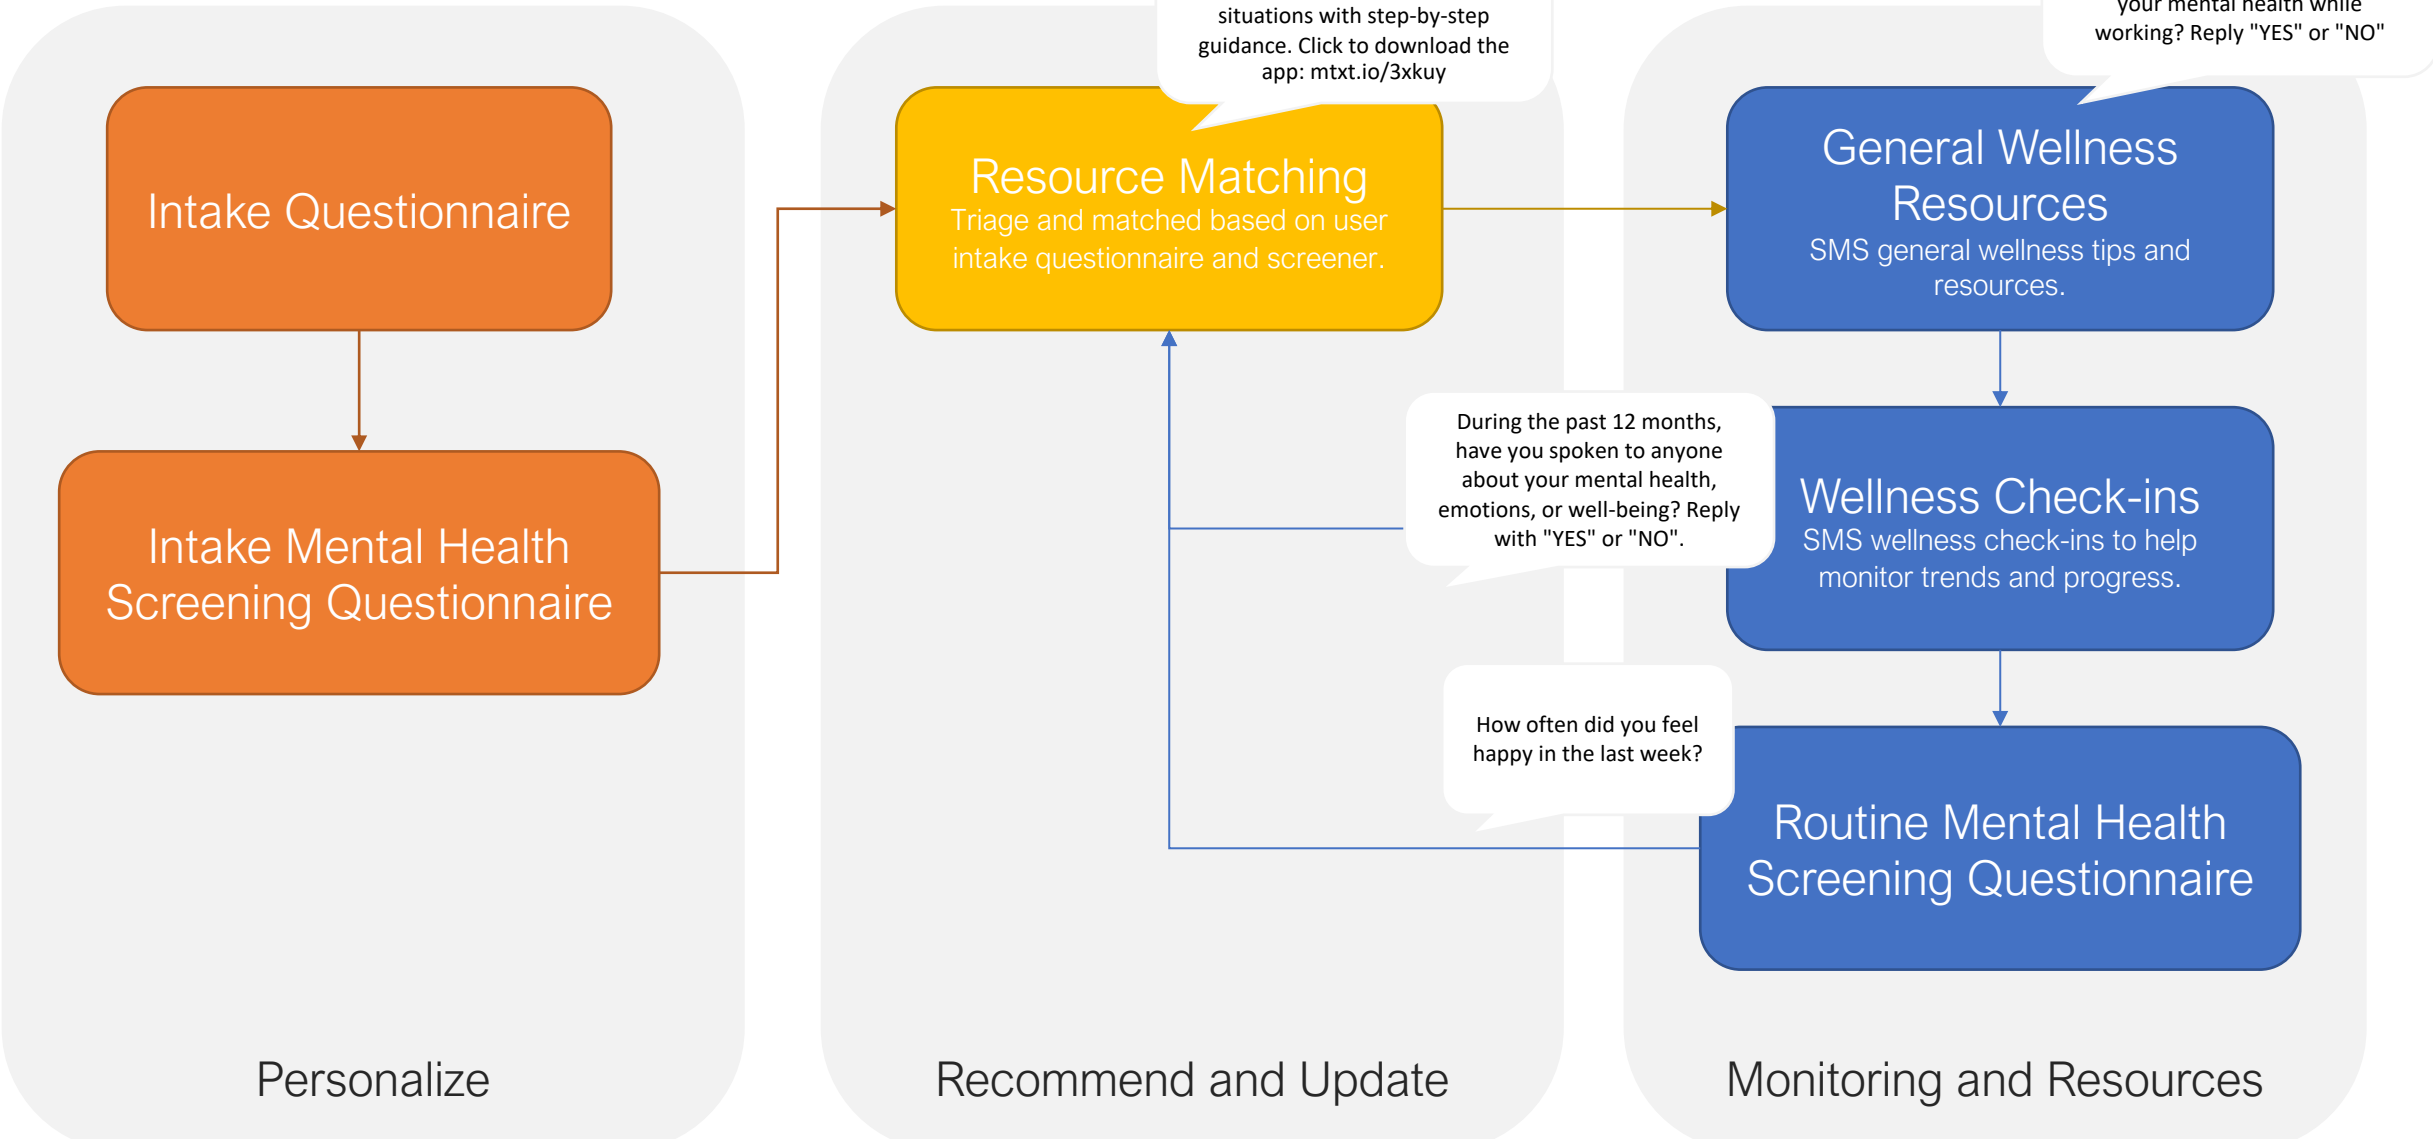 situations with step-by-step
guidance. Click to download the
app: mtxt.io/3xkuy
your mental health while
working? Reply "YES" or "NO"
Intake Questionnaire
Resource Matching
Triage and matched based on user
intake questionnaire and screener.
General Wellness
Resources
SMS general wellness tips and
resources.
During the past 12 months,
have you spoken to anyone
about your mental health,
emotions, or well-being? Reply
with "YES" or "NO".
Wellness Check-ins
SMS wellness check-ins to help
monitor trends and progress.
Intake Mental Health
Screening Questionnaire
How often did you feel
happy in the last week?
Routine Mental Health
Screening Questionnaire
Personalize
Recommend and Update
Monitoring and Resources